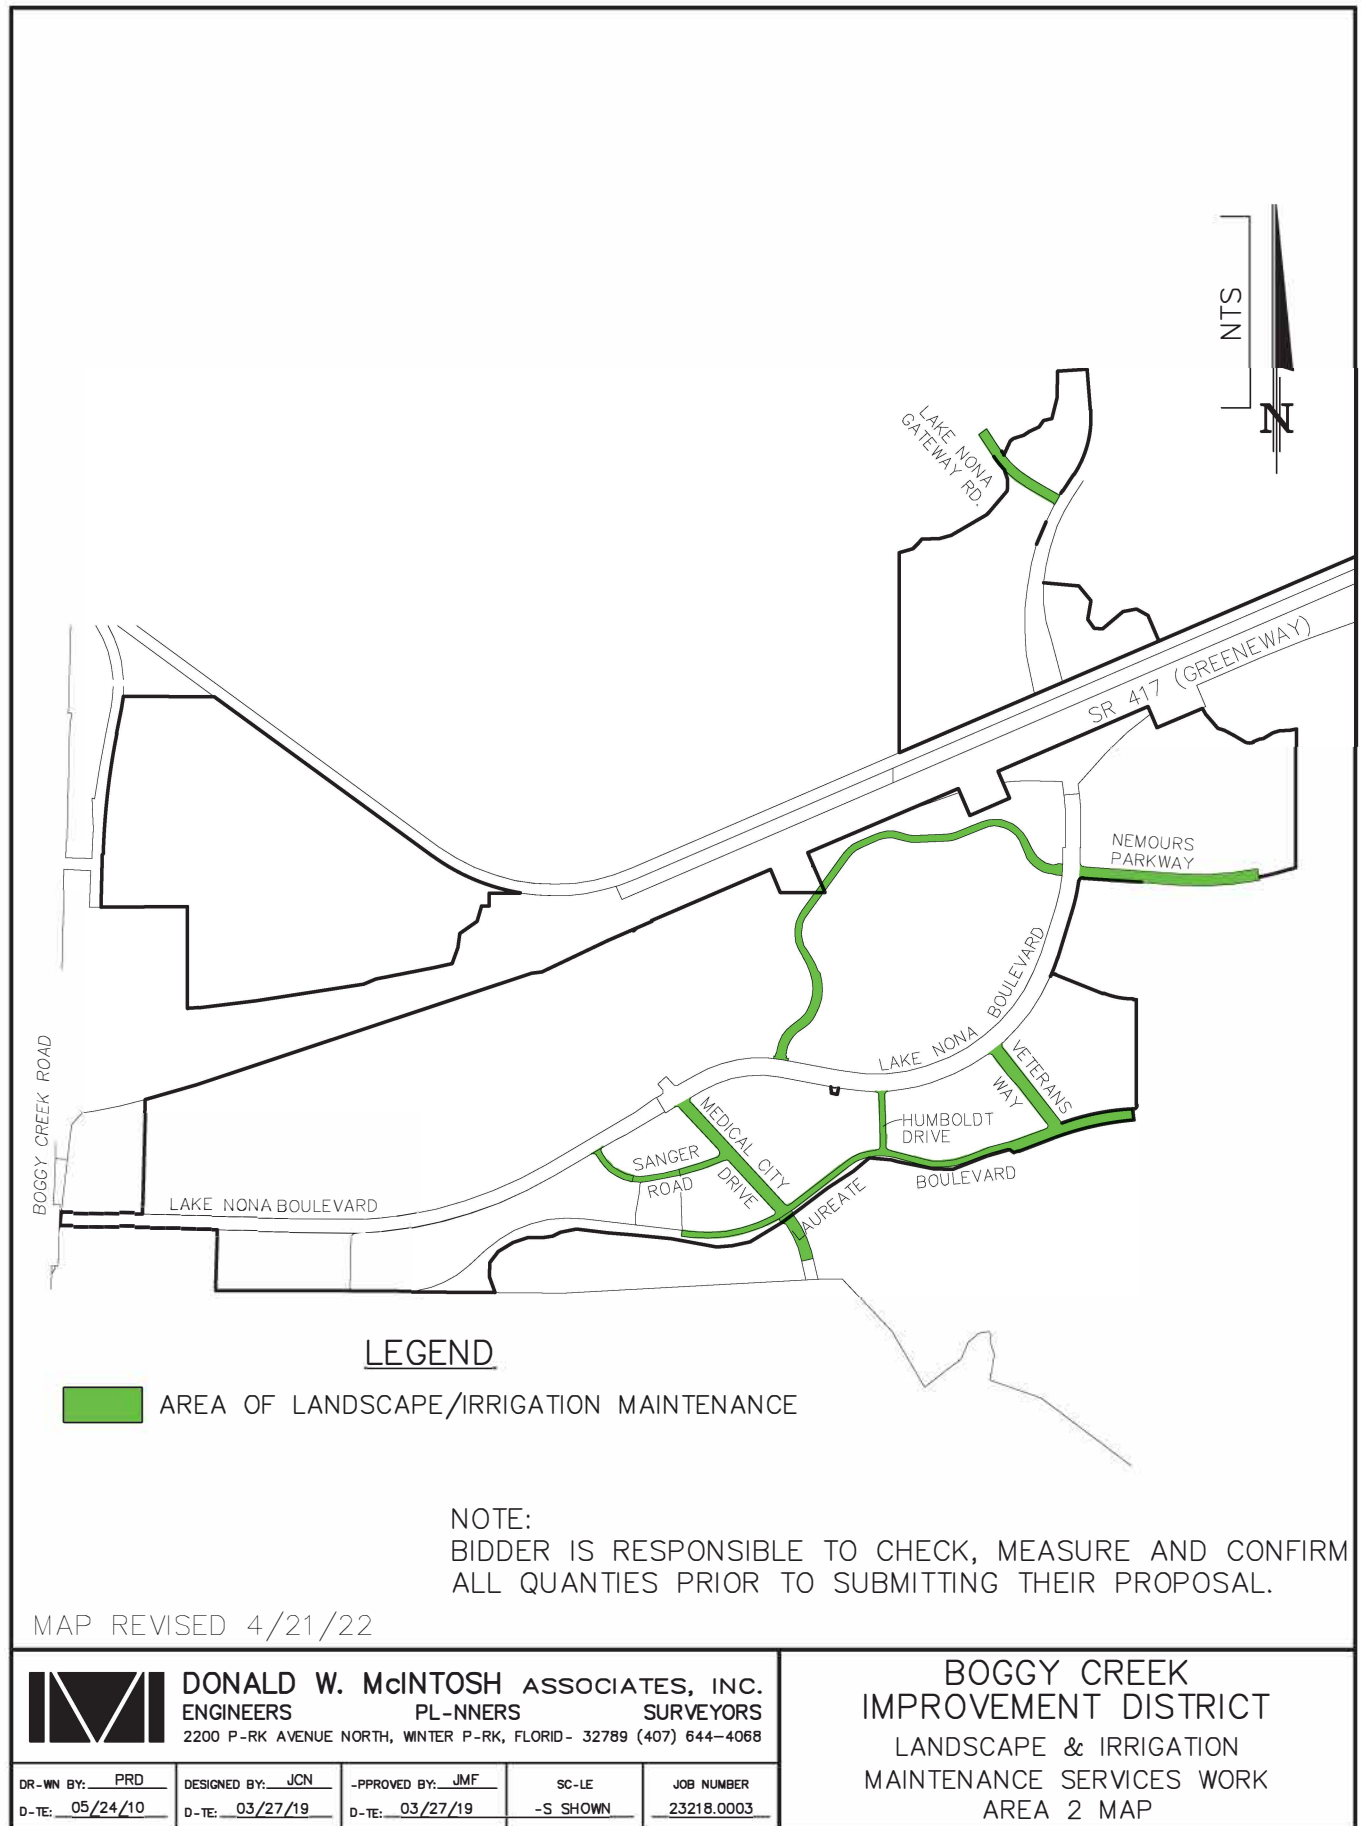 NTS
N
LAKE NONA
GATEWAY RD.
SR 417 (GREENEWAY)
NEMOURS
PARKWAY
LAKE NONA BOULEVARD
VETERANS
WAY
HUMBOLDT
DRIVE
MEDICAL CITY
DRIVE
SANGER
ROAD
AUREATE
BOULEVARD
BOGGY CREEK ROAD
LAKE NONA BOULEVARD
LEGEND
AREA OF LANDSCAPE/IRRIGATION MAINTENANCE
NOTE:
BIDDER IS RESPONSIBLE TO CHECK, MEASURE AND CONFIRM
ALL QUANTIES PRIOR TO SUBMITTING THEIR PROPOSAL.
MAP REVISED 4/21/22
DONALD W. McINTOSH ASSOCIATES, INC.
ENGINEERS PL-NNERS SURVEYORS
2200 P-RK AVENUE NORTH, WINTER P-RK, FLORID- 32789 (407) 644-4068
DR-WN BY: PRD
D-TE: 05/24/10
DESIGNED BY: JCN
D-TE: 03/27/19
-PPROVED BY: JMF
D-TE: 03/27/19
SC-LE
-S SHOWN
JOB NUMBER
23218.0003
BOGGY CREEK
IMPROVEMENT DISTRICT
LANDSCAPE & IRRIGATION
MAINTENANCE SERVICES WORK
AREA 2 MAP